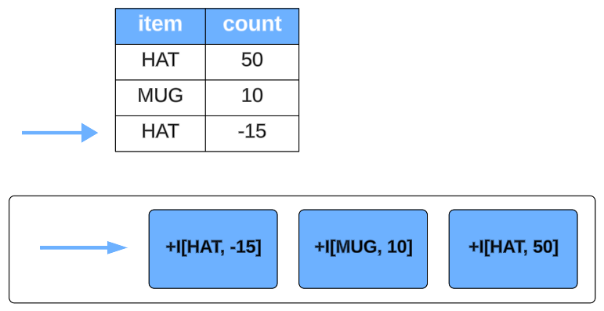 item count
HAT 50
MUG 10
HAT -15
+I[HAT, -15] +I[MUG, 10] +I[HAT, 50]